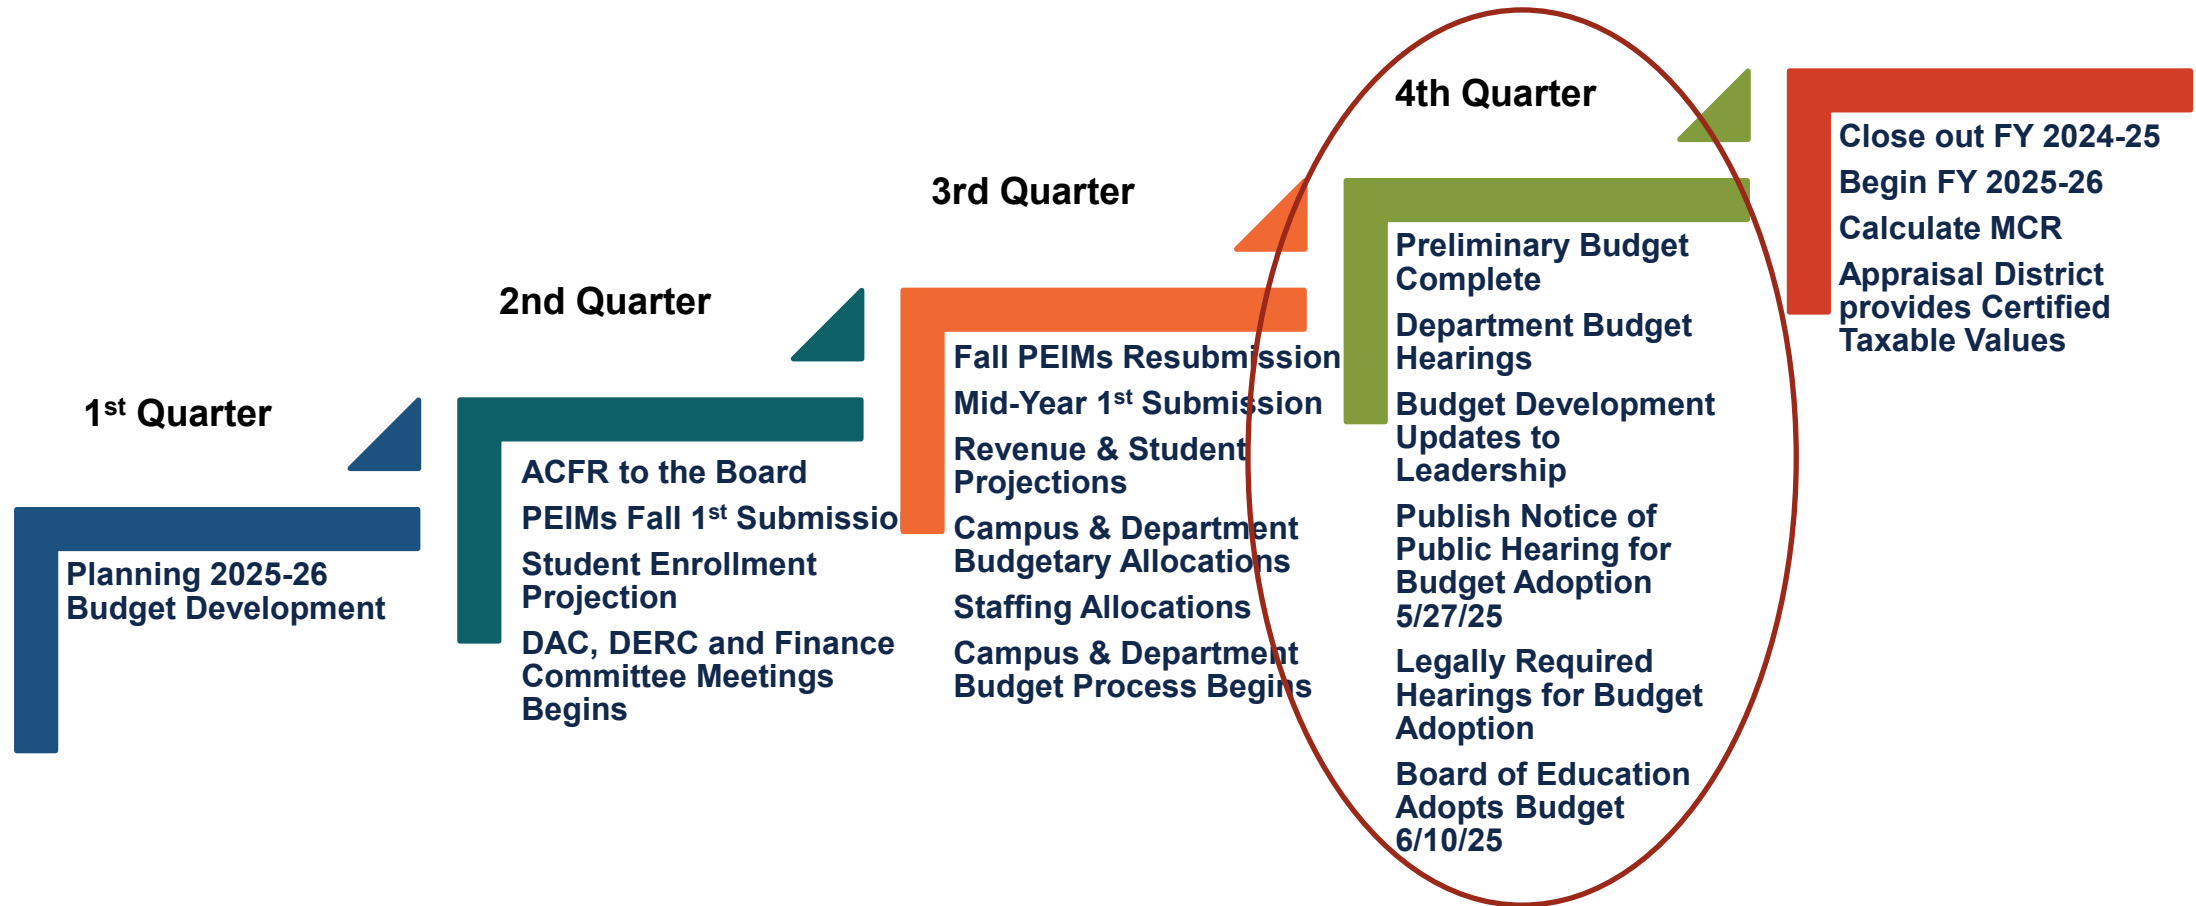 1st Quarter
Planning 2025-26
Budget Development
2nd Quarter
ACFR to the Board
PEIMs Fall 1st Submissio
Student Enrollment
Projection
DAC, DERC and Finance
Committee Meetings
Begins
3rd Quarter
Fall PEIMs Resubmission
Mid-Year 1st Submission
Revenue & Student
Projections
Campus & Department
Budgetary Allocations
Staffing Allocations
Campus & Department
Budget Process Begins
4th Quarter
Preliminary Budget
Complete
Department Budget
Hearings
Budget Development
Updates to
Leadership
Publish Notice of
Public Hearing for
Budget Adoption
5/27/25
Legally Required
Hearings for Budget
Adoption
Board of Education
Adopts Budget
6/10/25
Close out FY 2024-25
Begin FY 2025-26
Calculate MCR
Appraisal District
provides Certified
Taxable Values